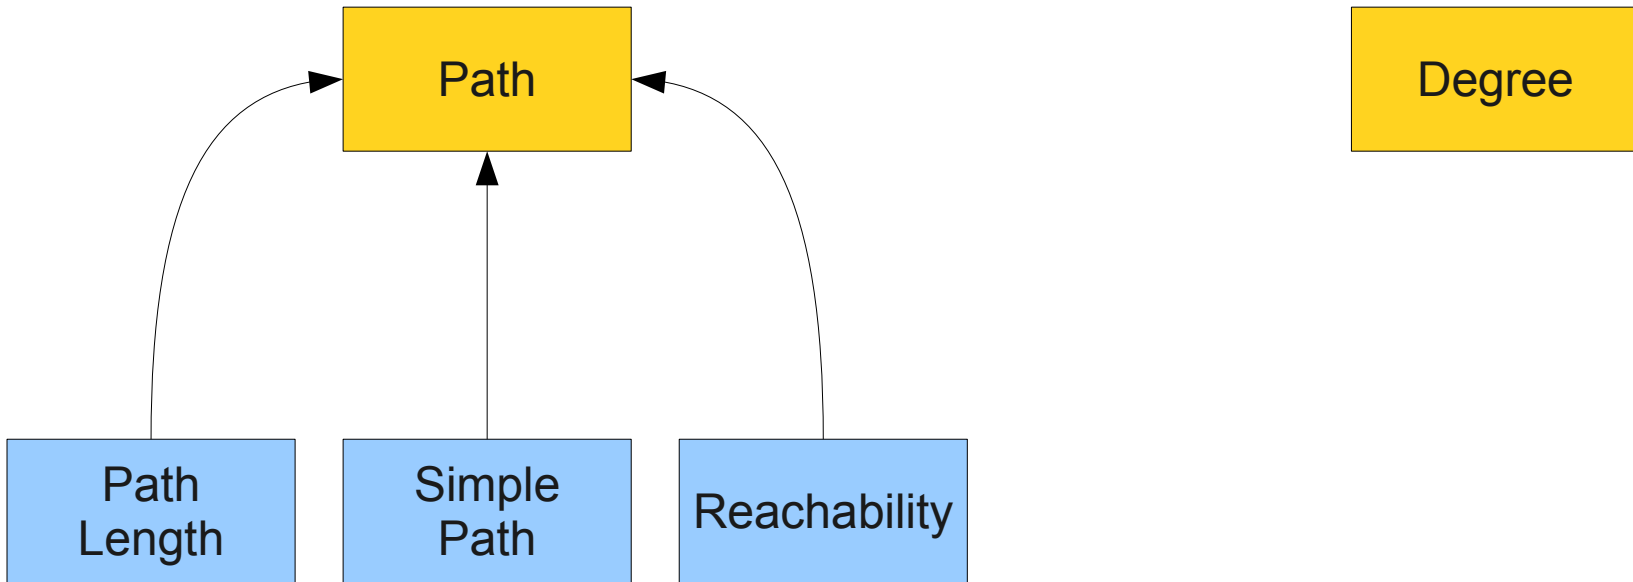 Path
Degree
Path
Length
Simple
Path
Reachability